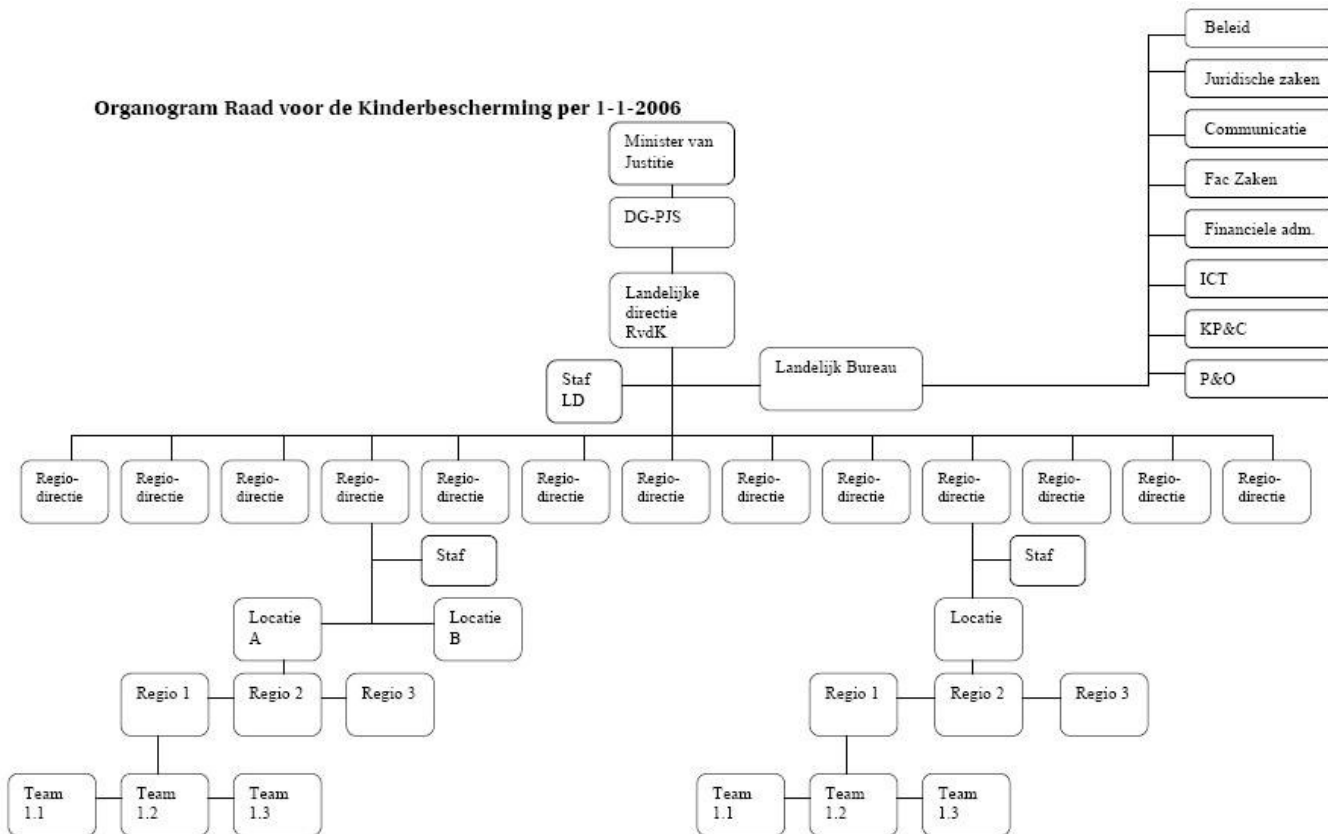 Organogram Raad voor de Kinderbescherming per 1-1-2006
Minister van
Justitie
DG-PJS
Landelijke
directie
RvdK
Staf
LD
Landelijk Bureau
Beleid
Juridische zaken
Communicatie
Fac Zaken
Financiele adm.
ICT
KP&C
P&O
Regio-
directie
Regio-
directie
Regio-
directie
Regio-
directie
Regio-
directie
Regio-
directie
Regio-
directie
Regio-
directie
Regio-
directie
Regio-
directie
Regio-
directie
Regio-
directie
Regio-
directie
Staf
Locatie
A
Locatie
B
Regio 1
Regio 2
Regio 3
Team
1.1
Team
1.2
Team
1.3
Staf
Locatie
Regio 1
Regio 2
Regio 3
Team
1.1
Team
1.2
Team
1.3